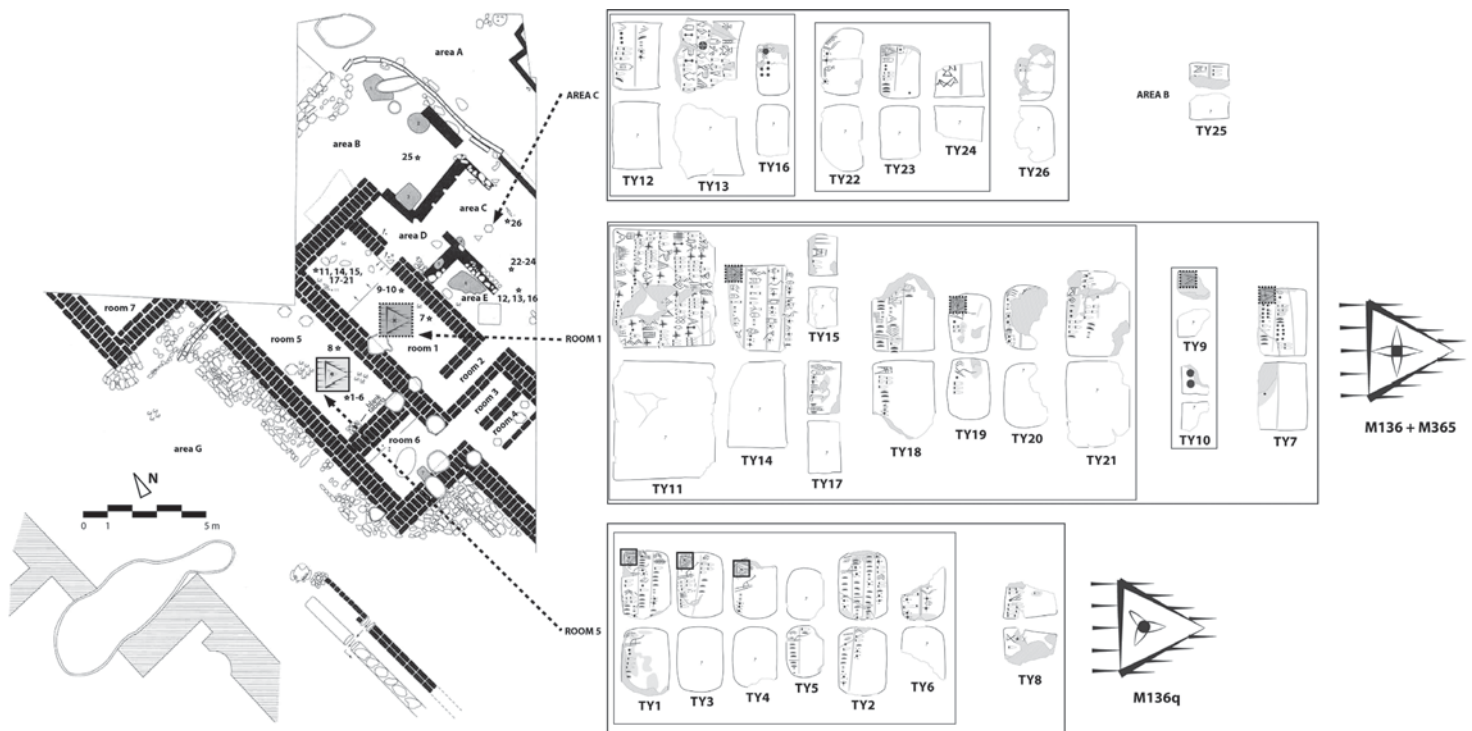 area A
area B
25 *
area C
* 26
area D
22-24
*
*
12, 13, 16
area E
* 11, 14, 15,
17-21
9-10 *
7 *
room 1
room 7
room 5
8 *
room 2
room 3
room 4
* 1-6
room 6
area G
N
0 1 5 m
AREA C
ROOM 1
ROOM 5
TY12
TY13
TY16
TY22
TY23
TY24
TY26
AREA B
TY25
TY11
TY14
TY15
TY17
TY18
TY19
TY20
TY21
TY9
TY10
TY7
M136 + M365
TY1
TY3
TY4
TY5
TY2
TY6
TY8
M136q